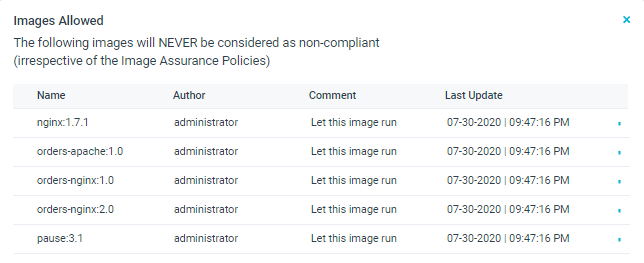 Images Allowed
The following images will NEVER be considered as non-compliant
(irrespective of the Image Assurance Policies)
Name Author Comment Last Update
nginx:1.7.1 administrator Let this image run 07-30-2020 | 09:47:16 PM
orders-apache:1.0 administrator Let this image run 07-30-2020 | 09:47:16 PM
orders-nginx:1.0 administrator Let this image run 07-30-2020 | 09:47:16 PM
orders-nginx:2.0 administrator Let this image run 07-30-2020 | 09:47:16 PM
pause:3.1 administrator Let this image run 07-30-2020 | 09:47:16 PM